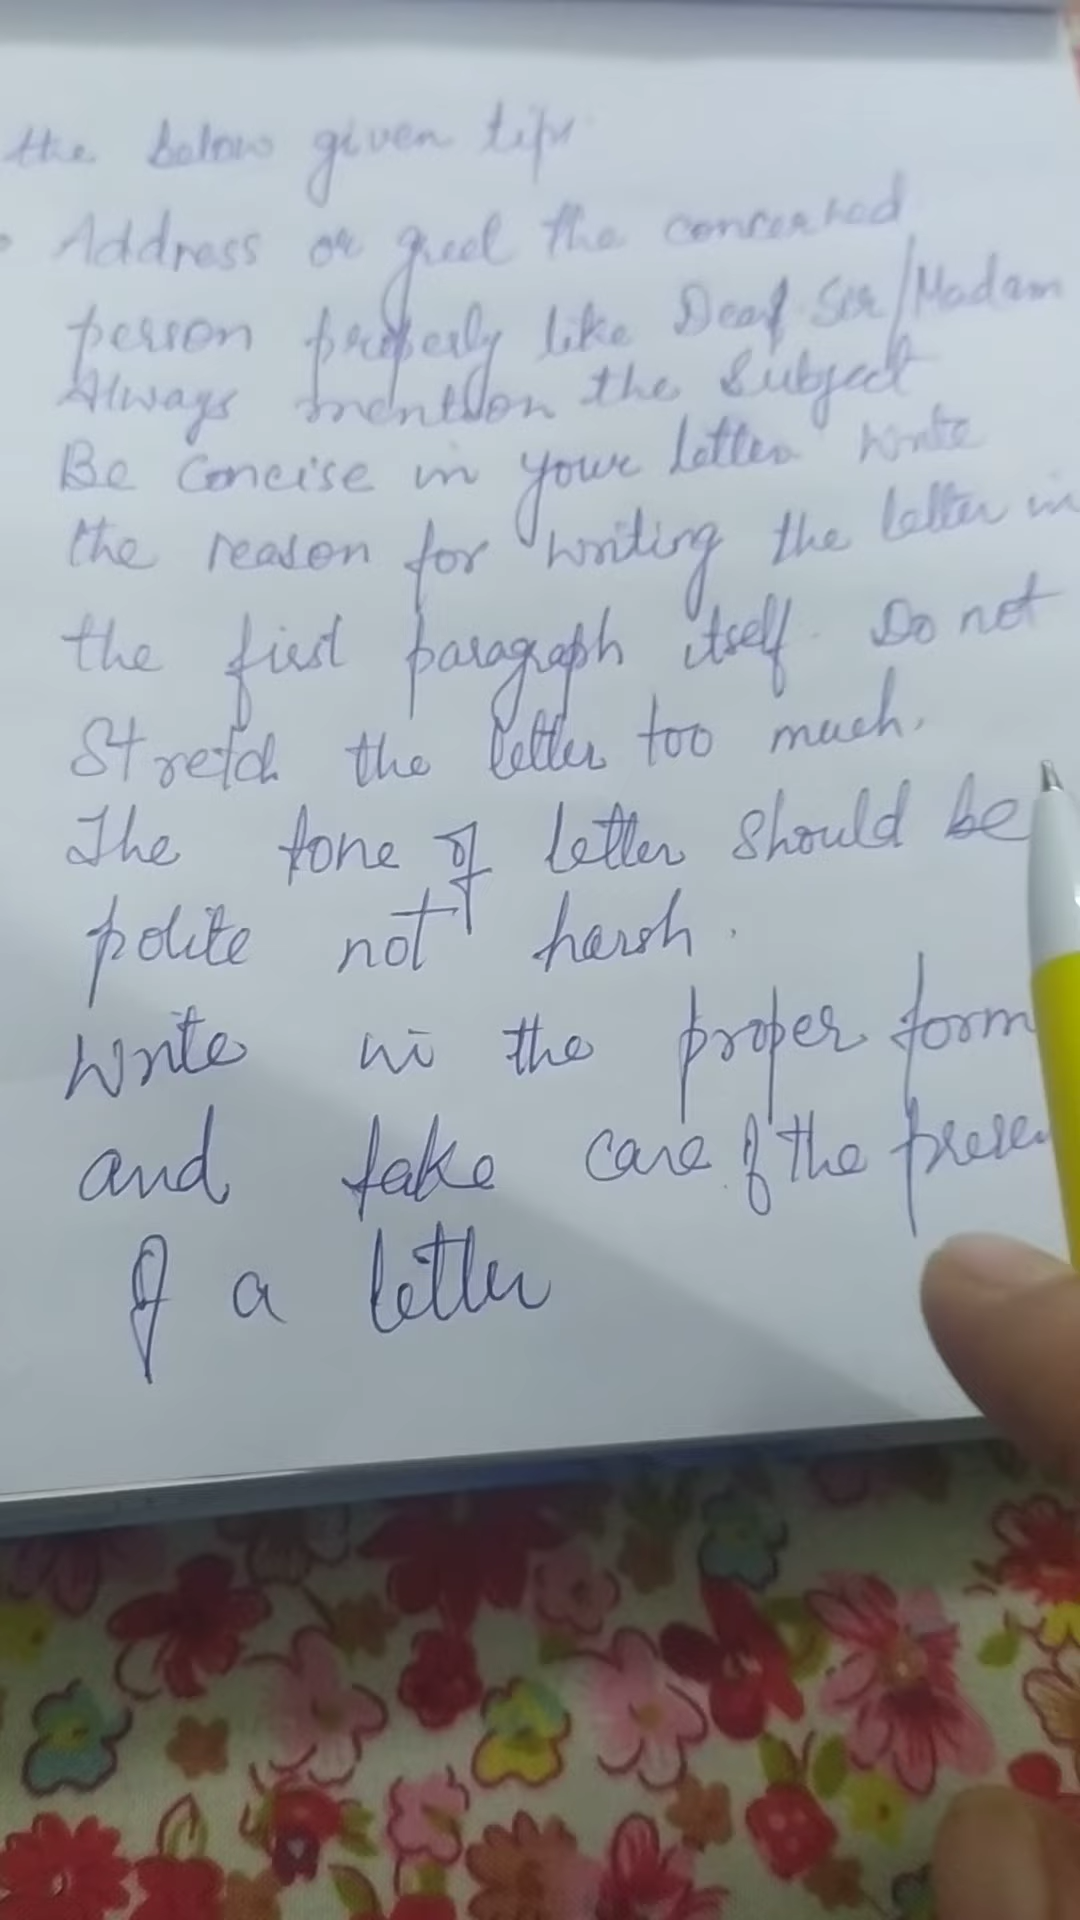 the below given tips
Address or greet the concerned
person properly like Dear Sir/Madam
Always mention the Subject
Be Concise in your letter Write
the reason for writing the letter in
the first paragraph itself. Do not
Stretch the letter too much.
The tone of letter should be
polite not harsh.
Write in the proper form
and take care of the presen
of a letter